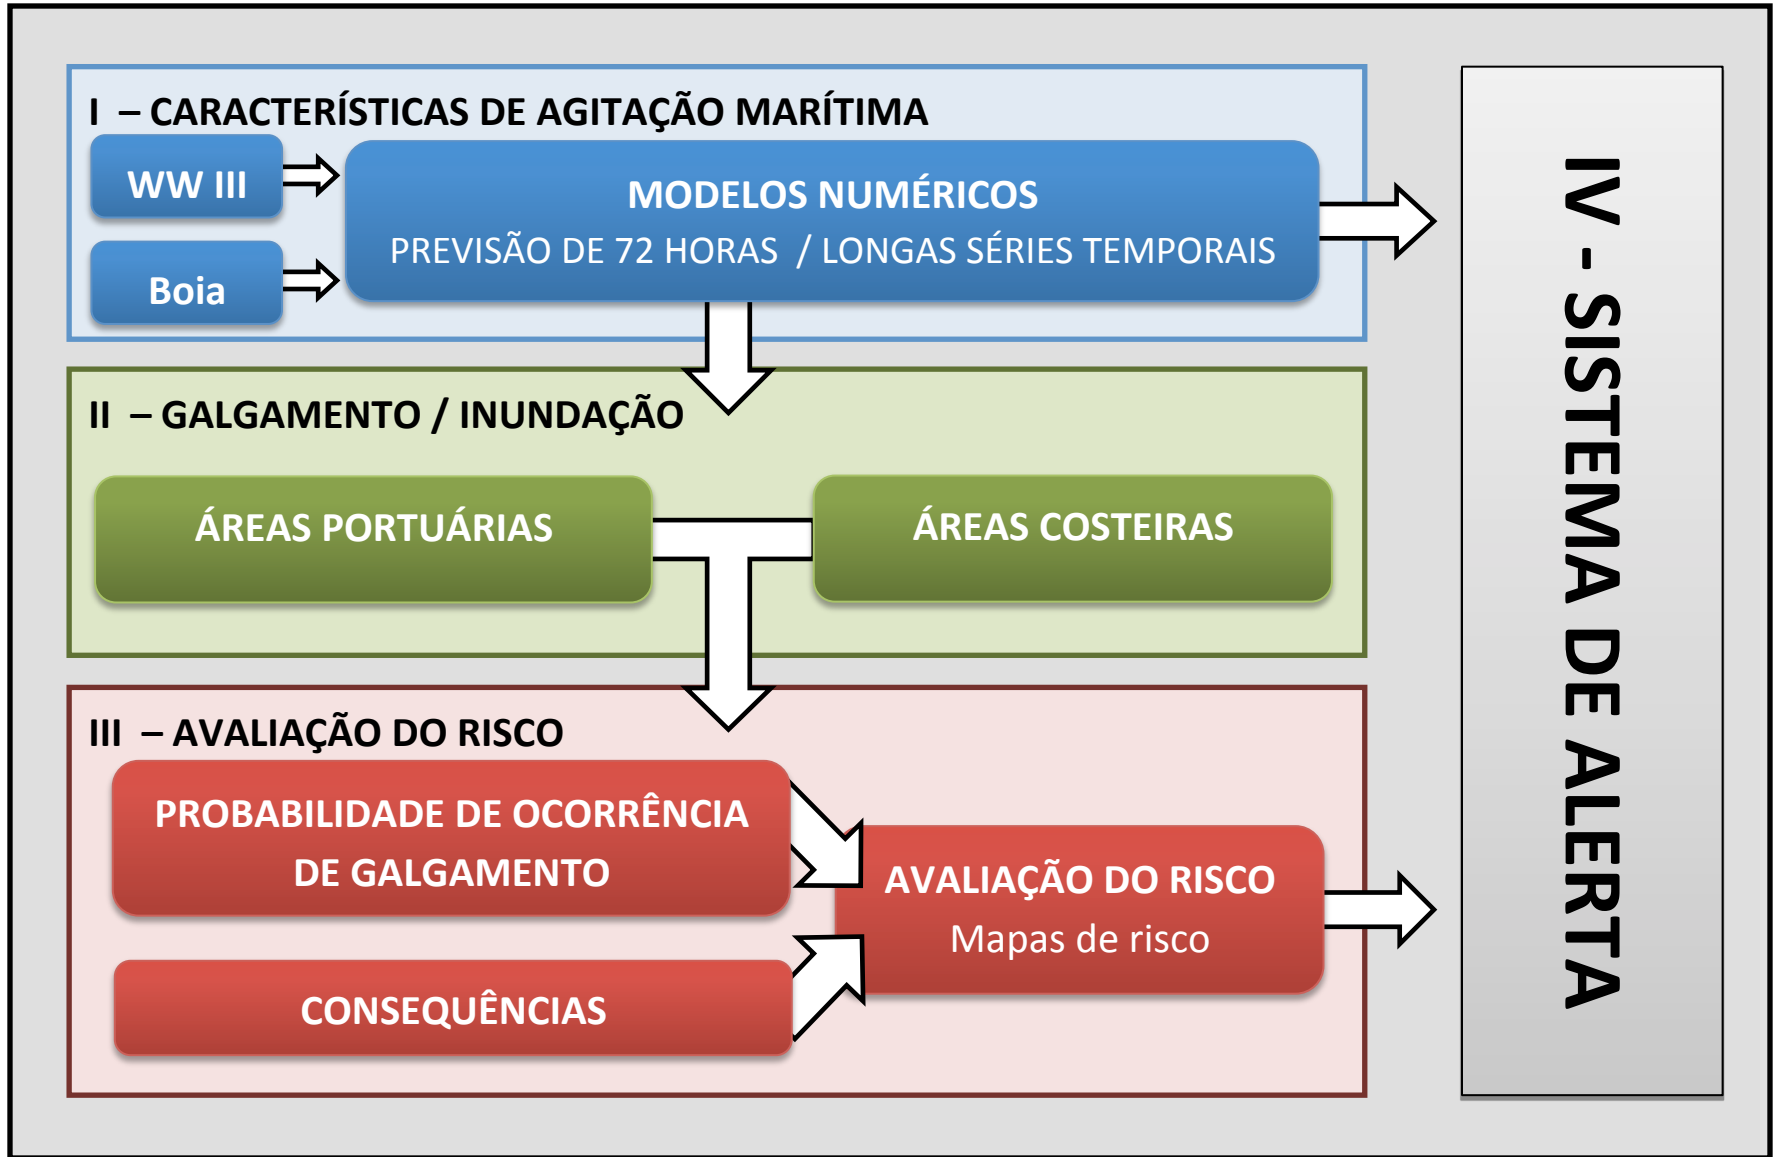 I – CARACTERÍSTICAS DE AGITAÇÃO MARÍTIMA
WW III
Boia
MODELOS NUMÉRICOS
PREVISÃO DE 72 HORAS / LONGAS SÉRIES TEMPORAIS
II – GALGAMENTO / INUNDAÇÃO
ÁREAS PORTUÁRIAS
ÁREAS COSTEIRAS
III – AVALIAÇÃO DO RISCO
PROBABILIDADE DE OCORRÊNCIA
DE GALGAMENTO
CONSEQUÊNCIAS
AVALIAÇÃO DO RISCO
Mapas de risco
IV - SISTEMA DE ALERTA